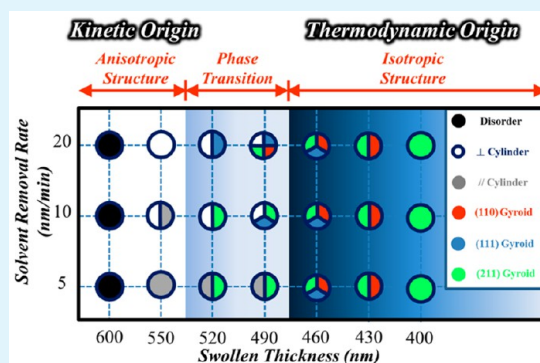 Kinetic Origin
Thermodynamic Origin
Anisotropic
Structure
Phase
Transition
Isotropic
Structure
Solvent Removal Rate
(nm/min)
20
10
5
Disorder
⊥ Cylinder
// Cylinder
(110) Gyroid
(111) Gyroid
(211) Gyroid
600
550
520
490
460
430
400
Swollen Thickness (nm)